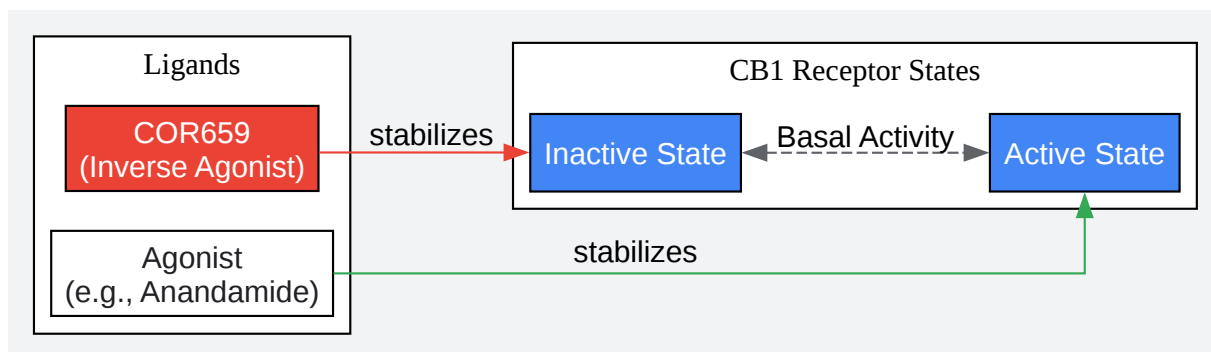 Ligands
COR659
(Inverse Agonist)
Agonist
(e.g., Anandamide)
stabilizes
stabilizes
CB1 Receptor States
Inactive State
Basal Activity
Active State